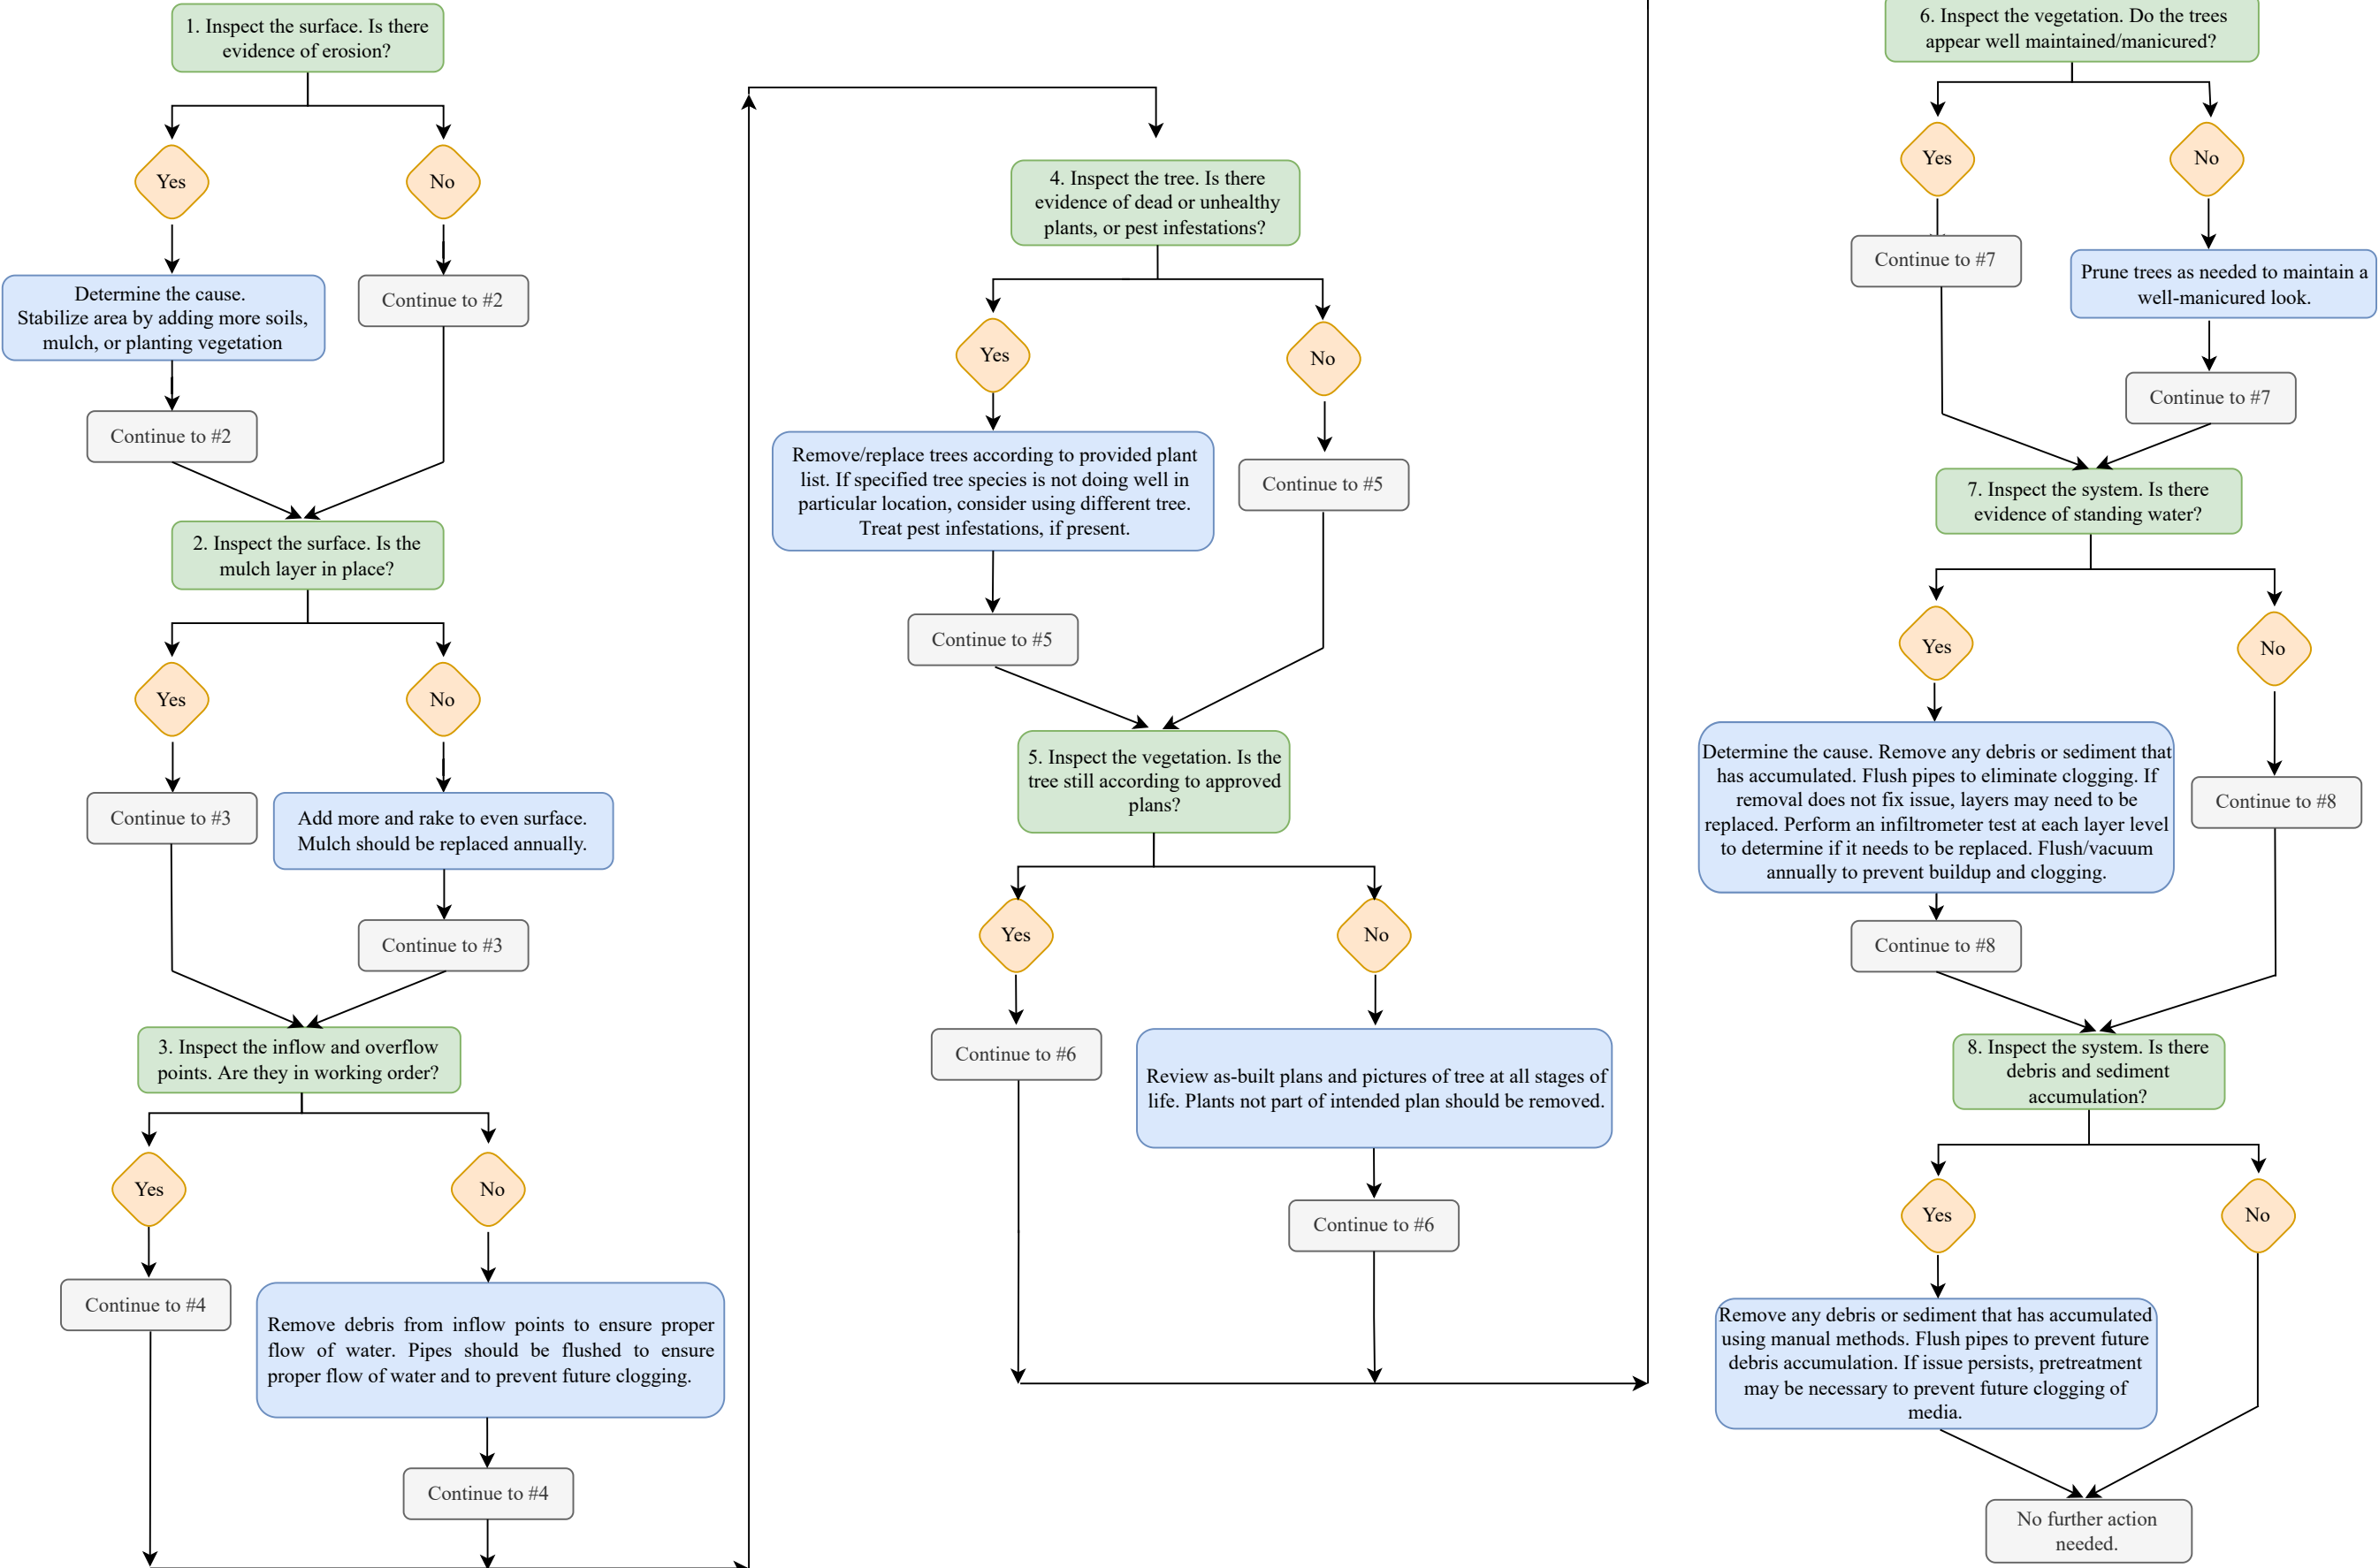 1. Inspect the surface. Is there
evidence of erosion?
Yes
No
Determine the cause.
Stabilize area by adding more soils,
mulch, or planting vegetation
Continue to #2
Continue to #2
2. Inspect the surface. Is the
mulch layer in place?
Yes
No
Continue to #3
Add more and rake to even surface.
Mulch should be replaced annually.
Continue to #3
3. Inspect the inflow and overflow
points. Are they in working order?
Yes
No
Continue to #4
Remove debris from inflow points to ensure proper
flow of water. Pipes should be flushed to ensure
proper flow of water and to prevent future clogging.
Continue to #4
4. Inspect the tree. Is there
evidence of dead or unhealthy
plants, or pest infestations?
Yes
No
Remove/replace trees according to provided plant
list. If specified tree species is not doing well in
particular location, consider using different tree.
Treat pest infestations, if present.
Continue to #5
Continue to #5
5. Inspect the vegetation. Is the
tree still according to approved
plans?
Yes
No
Continue to #6
Review as-built plans and pictures of tree at all stages of
life. Plants not part of intended plan should be removed.
Continue to #6
6. Inspect the vegetation. Do the trees
appear well maintained/manicured?
Yes
No
Continue to #7
Prune trees as needed to maintain a
well-manicured look.
Continue to #7
7. Inspect the system. Is there
evidence of standing water?
Yes
No
Determine the cause. Remove any debris or sediment that
has accumulated. Flush pipes to eliminate clogging. If
removal does not fix issue, layers may need to be
replaced. Perform an infiltrometer test at each layer level
to determine if it needs to be replaced. Flush/vacuum
annually to prevent buildup and clogging.
Continue to #8
Continue to #8
8. Inspect the system. Is there
debris and sediment
accumulation?
Yes
No
Remove any debris or sediment that has accumulated
using manual methods. Flush pipes to prevent future
debris accumulation. If issue persists, pretreatment
may be necessary to prevent future clogging of
media.
No further action
needed.